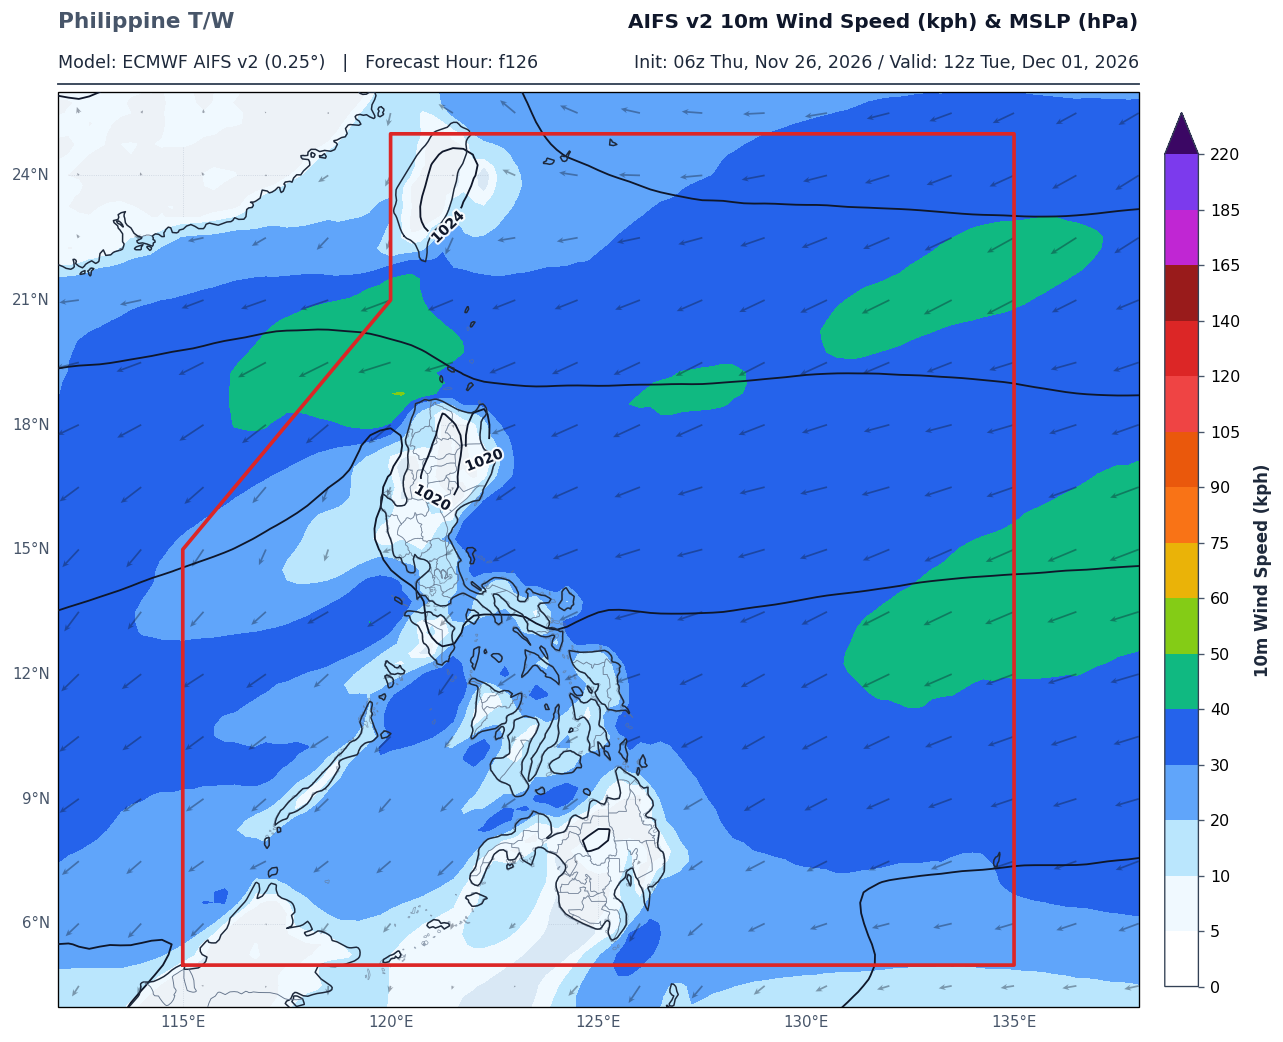 Philippine T/W
AIFS v2 10m Wind Speed (kph) & MSLP (hPa)
Model: ECMWF AIFS v2 (0.25°) | Forecast Hour: f126
Init: 06z Thu, Nov 26, 2026 / Valid: 12z Tue, Dec 01, 2026
24°N
21°N
18°N
15°N
12°N
9°N
6°N
115°E
120°E
125°E
130°E
135°E
1024
1020
1020
220
185
165
140
120
105
90
75
60
50
40
30
20
10
5
0
10m Wind Speed (kph)